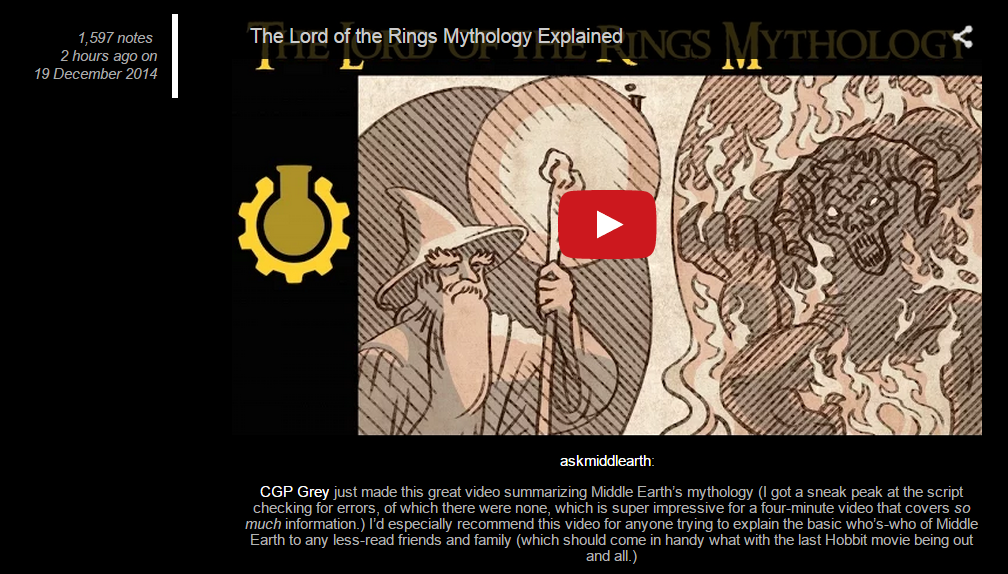 1,597 notes
2 hours ago on
19 December 2014
The Lord of the Rings Mythology Explained
The Lord of the Rings Mythology
askmiddlearth:
CGP Grey just made this great video summarizing Middle Earth's mythology (I got a sneak peak at the script
checking for errors, of which there were none, which is super impressive for a four-minute video that covers so
much information.) I'd especially recommend this video for anyone trying to explain the basic who's-who of Middle
Earth to any less-read friends and family (which should come in handy what with the last Hobbit movie being out
and all.)